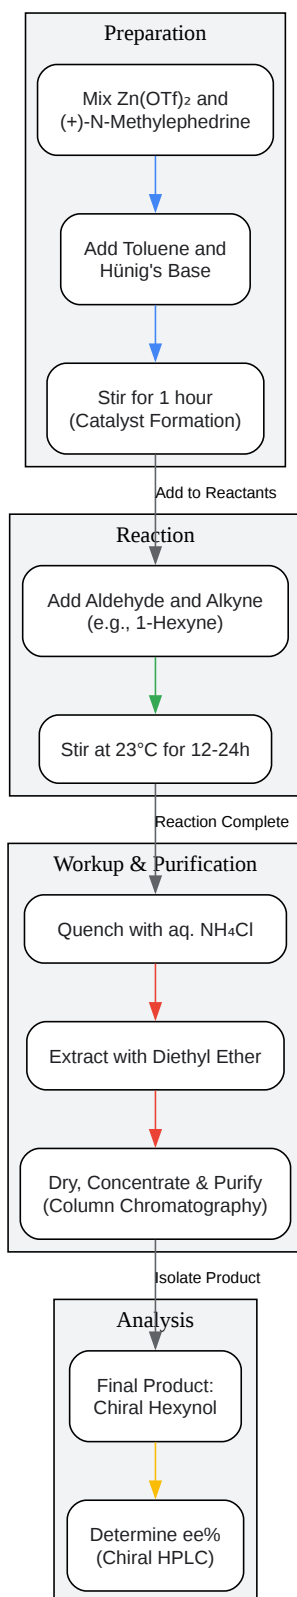 Preparation
Mix Zn(OTf)₂ and
(+)-N-Methylephedrine
Add Toluene and
Hünig's Base
Stir for 1 hour
(Catalyst Formation)
Add to Reactants
Reaction
Add Aldehyde and Alkyne
(e.g., 1-Hexyne)
Stir at 23°C for 12-24h
Reaction Complete
Workup & Purification
Quench with aq. NH₄Cl
Extract with Diethyl Ether
Dry, Concentrate & Purify
(Column Chromatography)
Isolate Product
Analysis
Final Product:
Chiral Hexynol
Determine ee%
(Chiral HPLC)